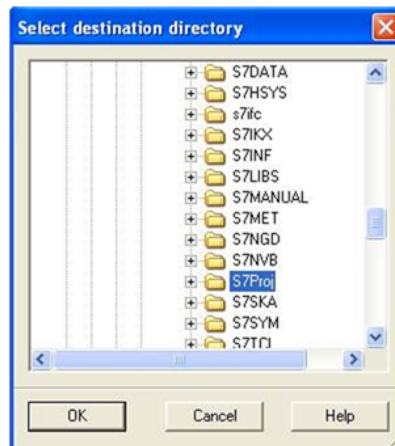 Select destination directory
S7DATA
S7HSYS
s7ifc
S7IKX
S7INF
S7LIBS
S7MANUAL
S7MET
S7NGD
S7NVB
S7Proj
S7SKA
S7SYM
S7TCI
OK
Cancel
Help